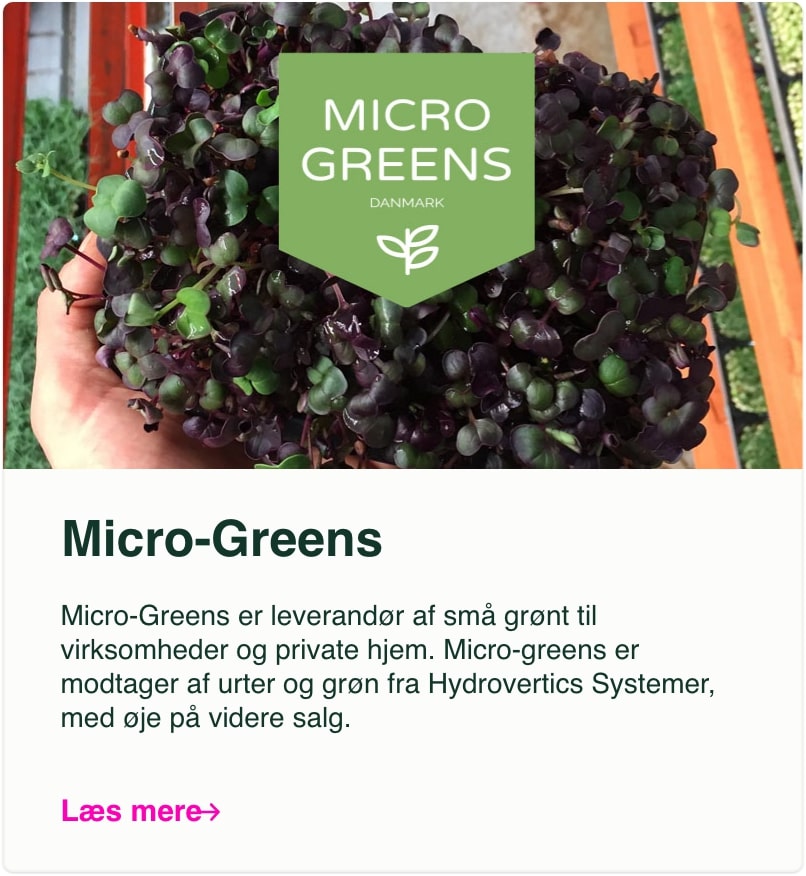 MICRO
GREENS
DANMARK
Micro-Greens
Micro-Greens er leverandør af små grønt til
virksomheder og private hjem. Micro-greens er
modtager af urter og grøn fra Hydrovertics Systemer,
med øje på videre salg.
Læs mere→